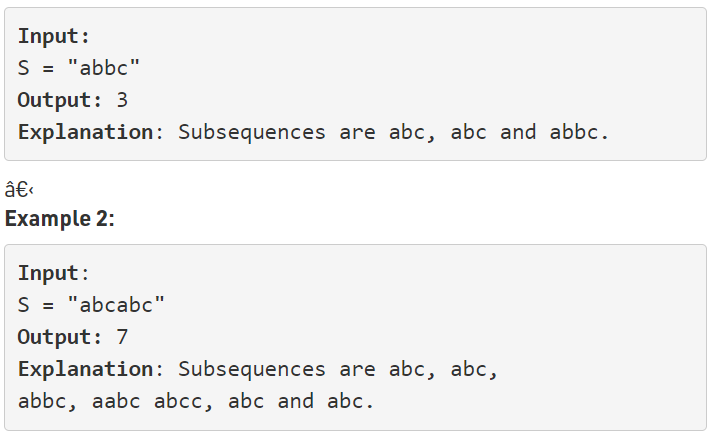 Input:
S = "abbc"
Output: 3
Explanation: Subsequences are abc, abc and abbc.
â€‹
Example 2:
Input:
S = "abcabc"
Output: 7
Explanation: Subsequences are abc, abc,
abbc, aabc abcc, abc and abc.